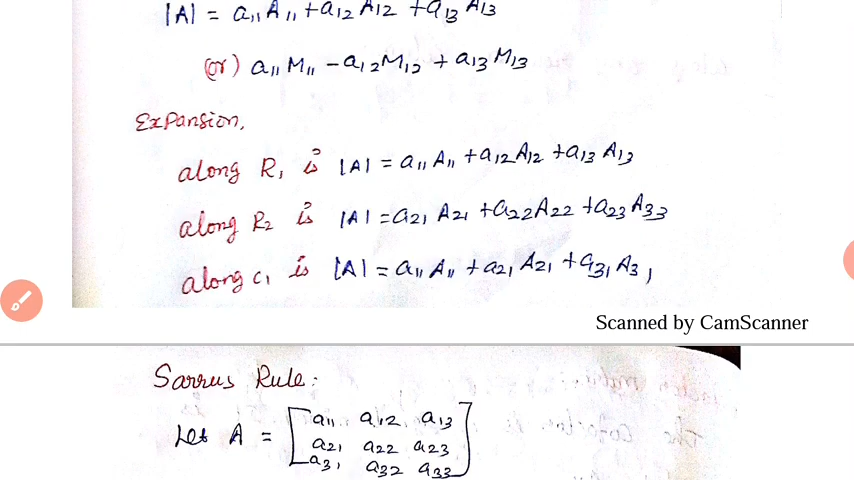 |A| = a₁₁ A₁₁ + a₁₂ A₁₂ + a₁₃ A₁₃
(or) a₁₁ M₁₁ - a₁₂ M₁₂ + a₁₃ M₁₃
Expansion,
along R₁ is |A| = a₁₁ A₁₁ + a₁₂ A₁₂ + a₁₃ A₁₃
along R₂ is |A| = a₂₁ A₂₁ + a₂₂ A₂₂ + a₂₃ A₃₃
along c₁ is |A| = a₁₁ A₁₁ + a₂₁ A₂₁ + a₃₁ A₃₁
Scanned by CamScanner
Sarrus Rule:
Let A = [a₁₁ a₁₂ a₁₃
a₂₁ a₂₂ a₂₃
a₃₁ a₃₂ a₃₃]